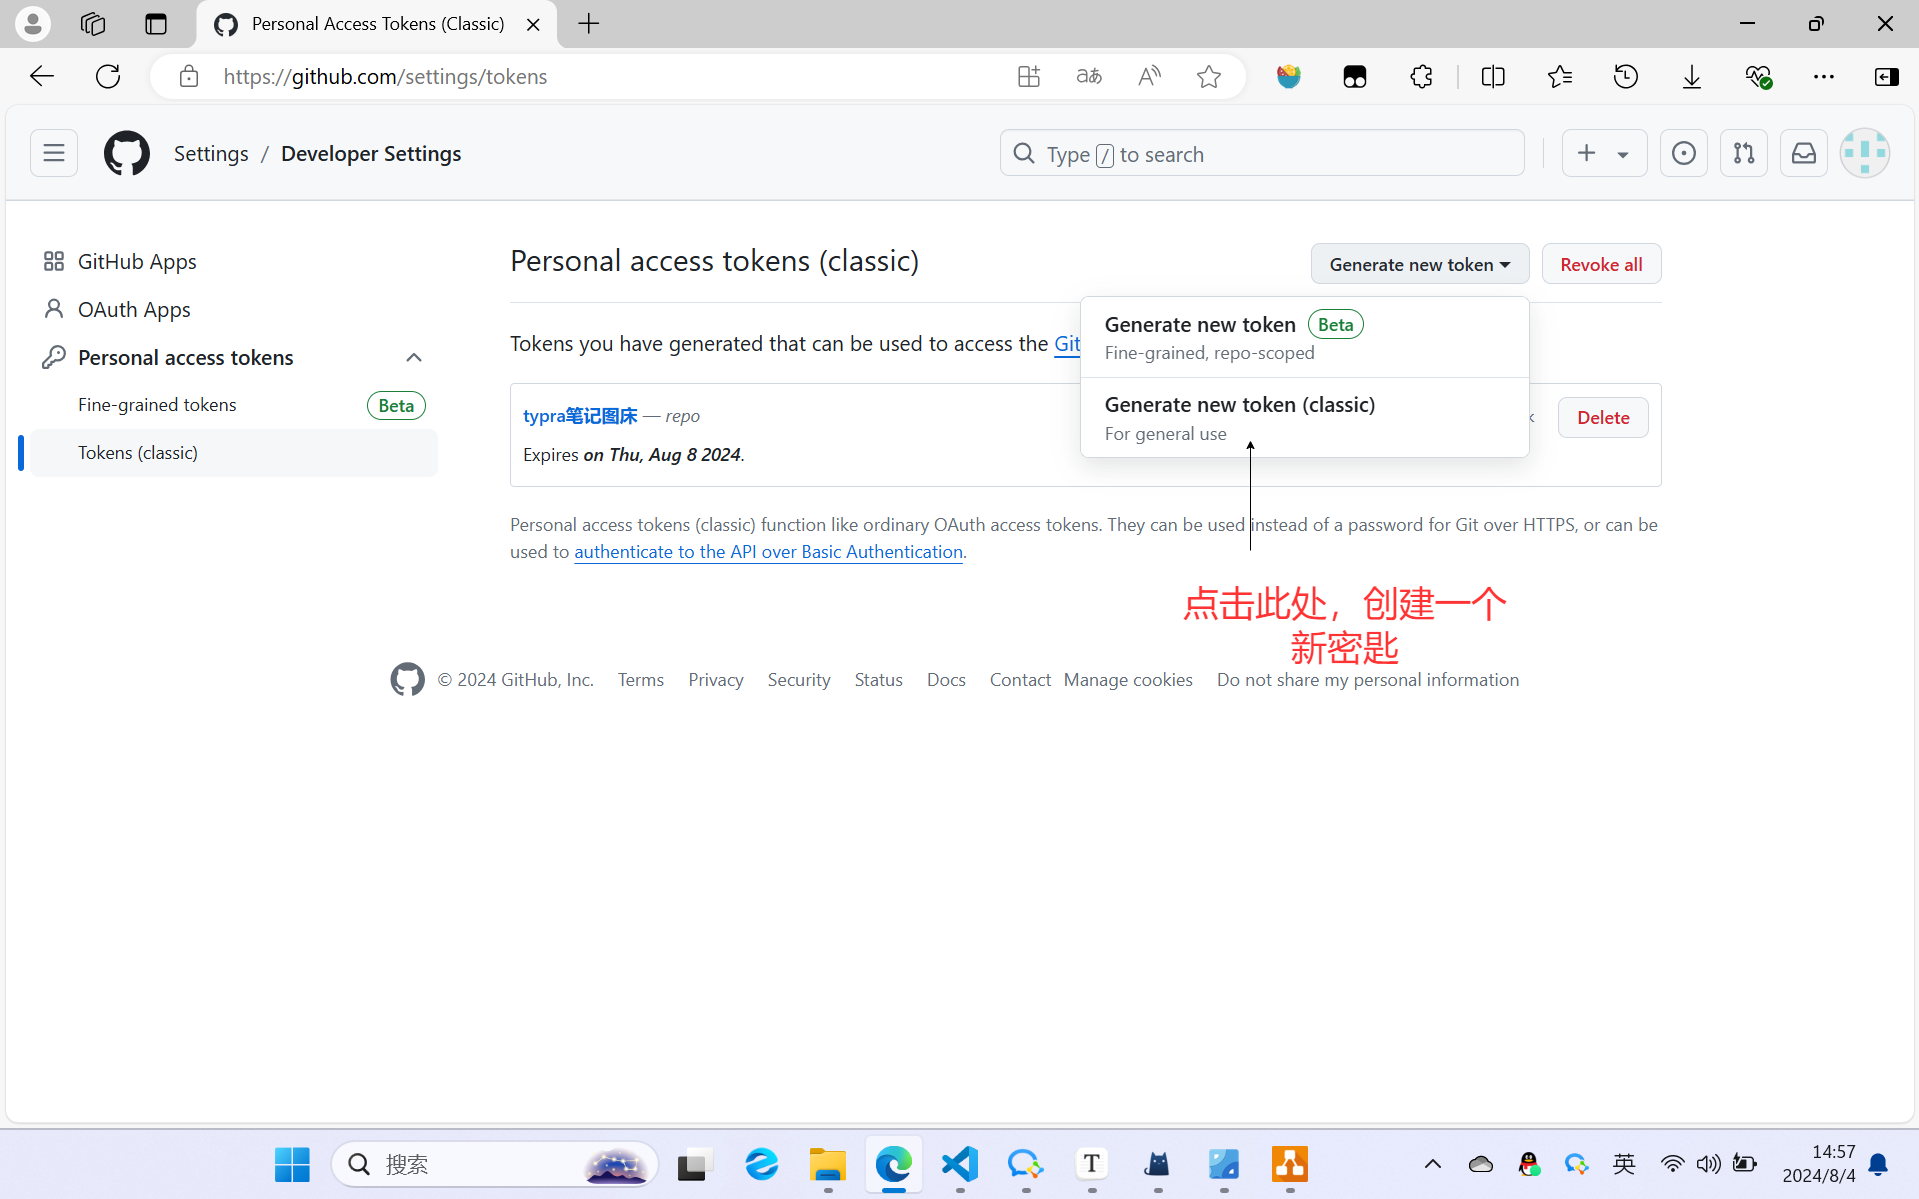 Personal Access Tokens (Classic)
https://github.com/settings/tokens
Settings / Developer Settings
Type / to search
GitHub Apps
OAuth Apps
Personal access tokens
Fine-grained tokens Beta
Tokens (classic)
Personal access tokens (classic)
Generate new token
Revoke all
Tokens you have generated that can be used to access the Git
Generate new token Beta
Fine-grained, repo-scoped
Generate new token (classic)
For general use
typra笔记图床 — repo
Delete
Expires on Thu, Aug 8 2024.
Personal access tokens (classic) function like ordinary OAuth access tokens. They can be used instead of a password for Git over HTTPS, or can be
used to authenticate to the API over Basic Authentication.
点击此处，创建一个
新密匙
© 2024 GitHub, Inc. Terms Privacy Security Status Docs Contact Manage cookies Do not share my personal information
搜索
英
14:57
2024/8/4